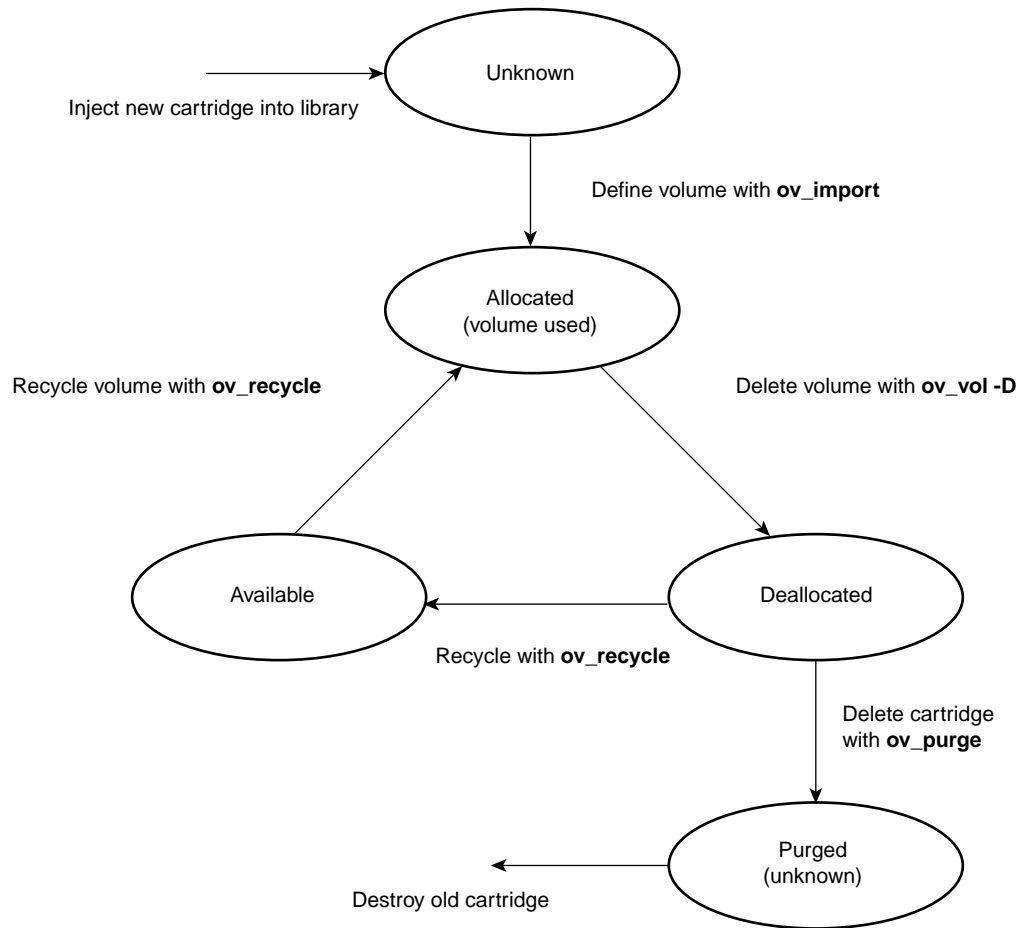 Unknown
Inject new cartridge into library
Define volume with ov_import
Allocated
(volume used)
Recycle volume with ov_recycle
Delete volume with ov_vol -D
Available
Deallocated
Recycle with ov_recycle
Delete cartridge
with ov_purge
Purged
(unknown)
Destroy old cartridge